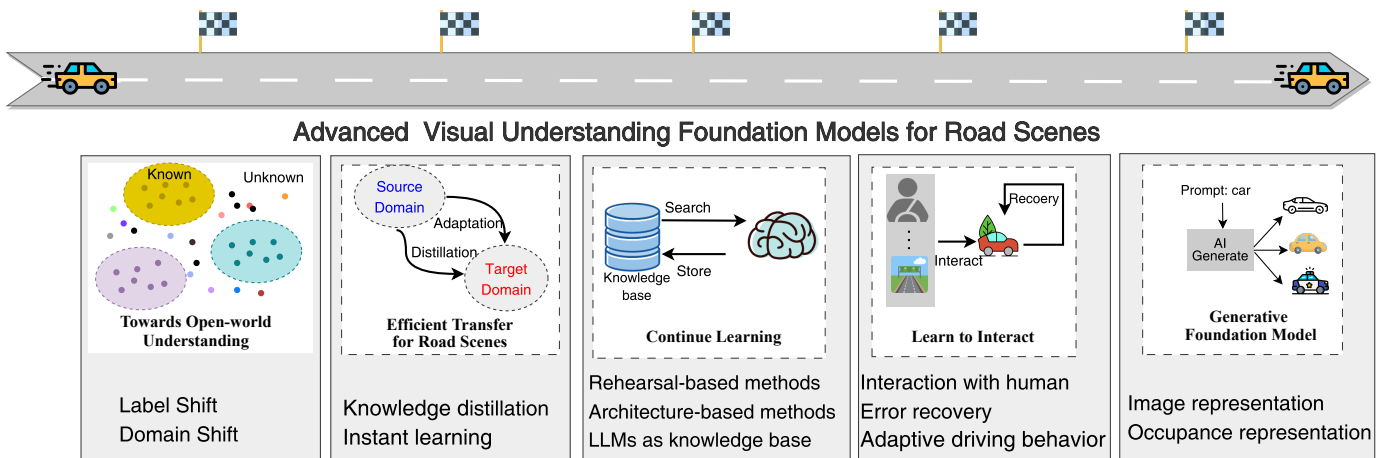 Advanced Visual Understanding Foundation Models for Road Scenes
Known
Unknown
Towards Open-world
Understanding
Label Shift
Domain Shift
Source
Domain
Adaptation
Distillation
Target
Domain
Efficient Transfer
for Road Scenes
Knowledge distillation
Instant learning
Search
Store
Knowledge
base
Continue Learning
Rehearsal-based methods
Architecture-based methods
LLMs as knowledge base
Recoery
Interact
Learn to Interact
Interaction with human
Error recovery
Adaptive driving behavior
Prompt: car
AI
Generate
Generative
Foundation Model
Image representation
Occupance representation